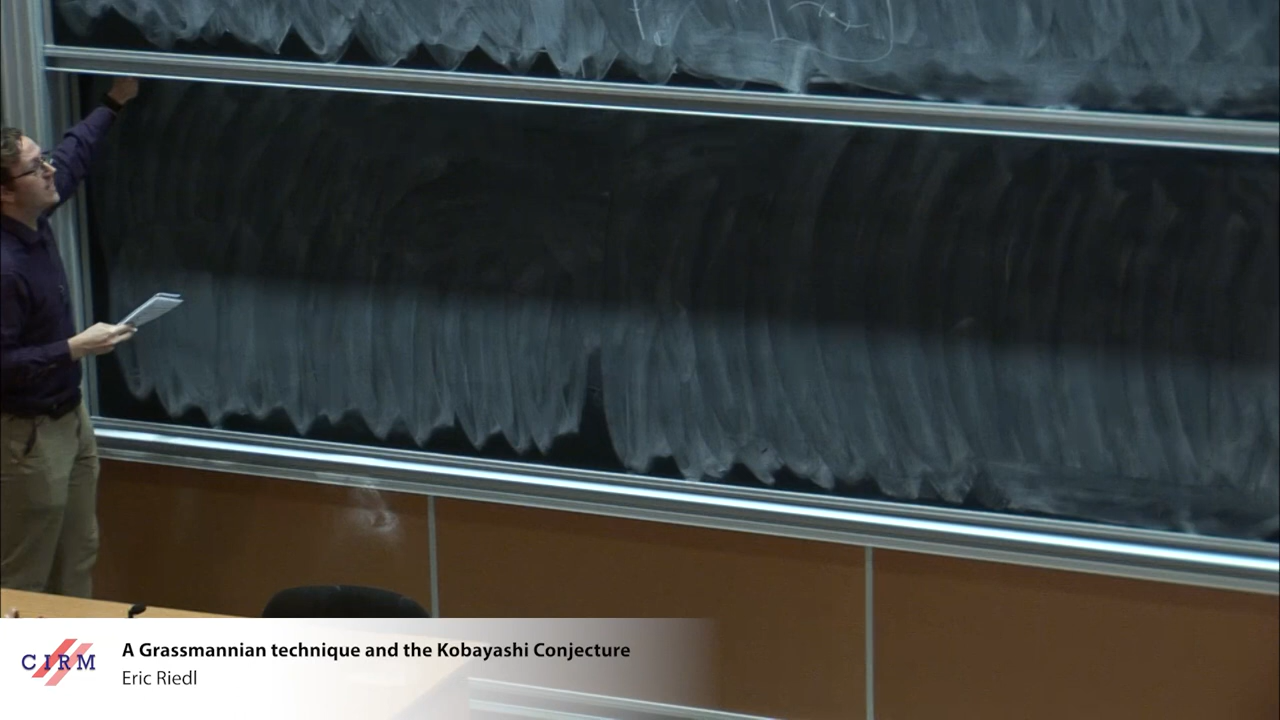 CIRM
A Grassmannian technique and the Kobayashi Conjecture
Eric Riedl